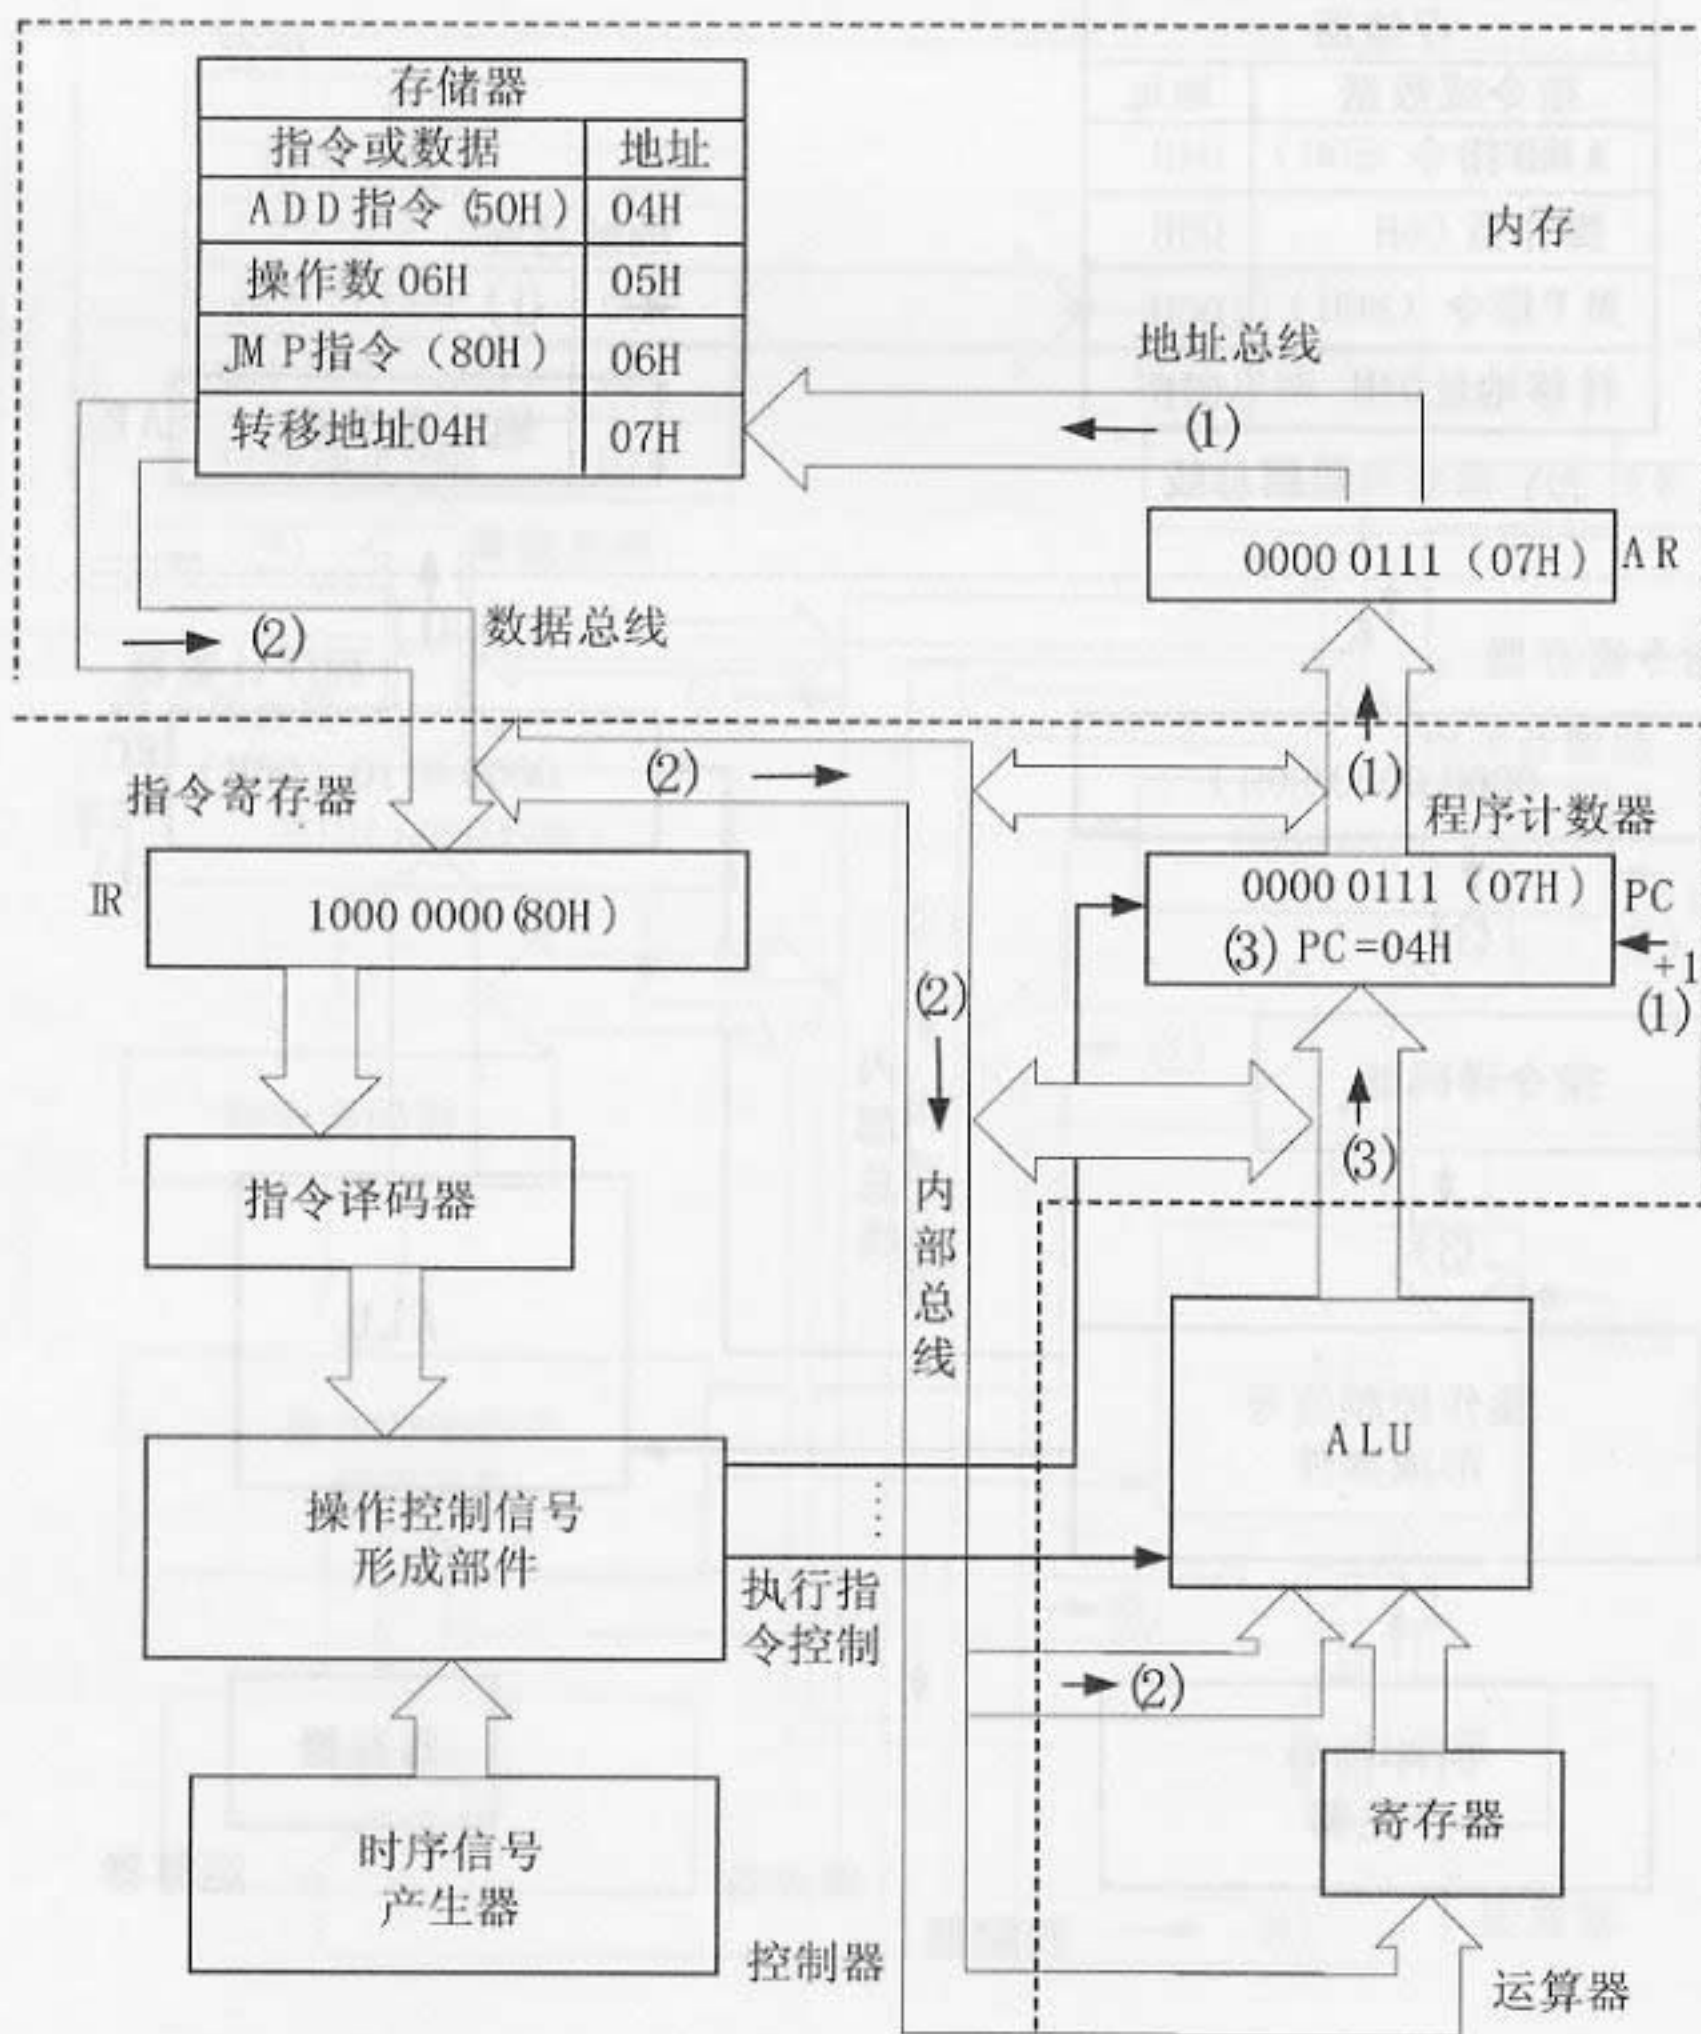 存储器
指令或数据 地址
ADD指令(50H) 04H
操作数06H 05H
JMP指令(80H) 06H
转移地址04H 07H
内存
地址总线
(1)
0000 0111(07H) AR
(2) 数据总线
(2)
(1)
指令寄存器
程序计数器
IR 1000 0000(80H)
0000 0111(07H) PC
(3) PC=04H
+1
(1)
(2)
(3)
指令译码器
内部总线
ALU
操作控制信号
形成部件
执行指
令控制
(2)
寄存器
时序信号
产生器
控制器
运算器